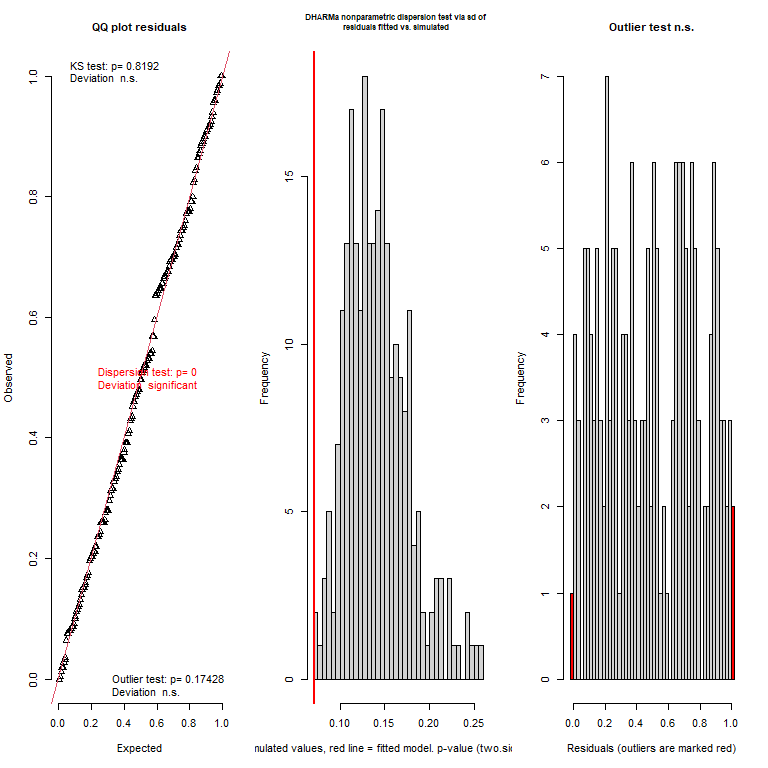 QQ plot residuals
KS test: p= 0.8192
Deviation n.s.
Dispersion test: p= 0
Deviation significant
Outlier test: p= 0.17428
Deviation n.s.
Observed
0.0 0.2 0.4 0.6 0.8 1.0
0.0 0.2 0.4 0.6 0.8 1.0
Expected
DHARMa nonparametric dispersion test via sd of
residuals fitted vs. simulated
Frequency
0 5 10 15
0.10 0.15 0.20 0.25
mulated values, red line = fitted model. p-value (two.sid
Outlier test n.s.
Frequency
0 1 2 3 4 5 6 7
0.0 0.2 0.4 0.6 0.8 1.0
Residuals (outliers are marked red)